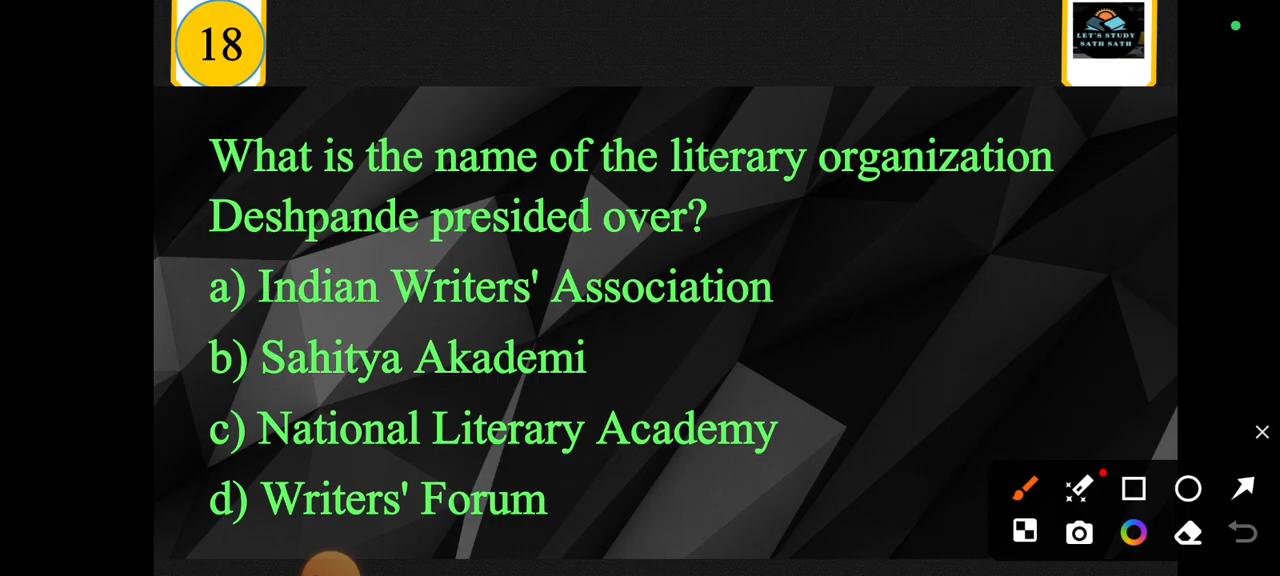 18
LET'S STUDY
SATH SATH
What is the name of the literary organization
Deshpande presided over?
a) Indian Writers' Association
b) Sahitya Akademi
c) National Literary Academy
d) Writers' Forum